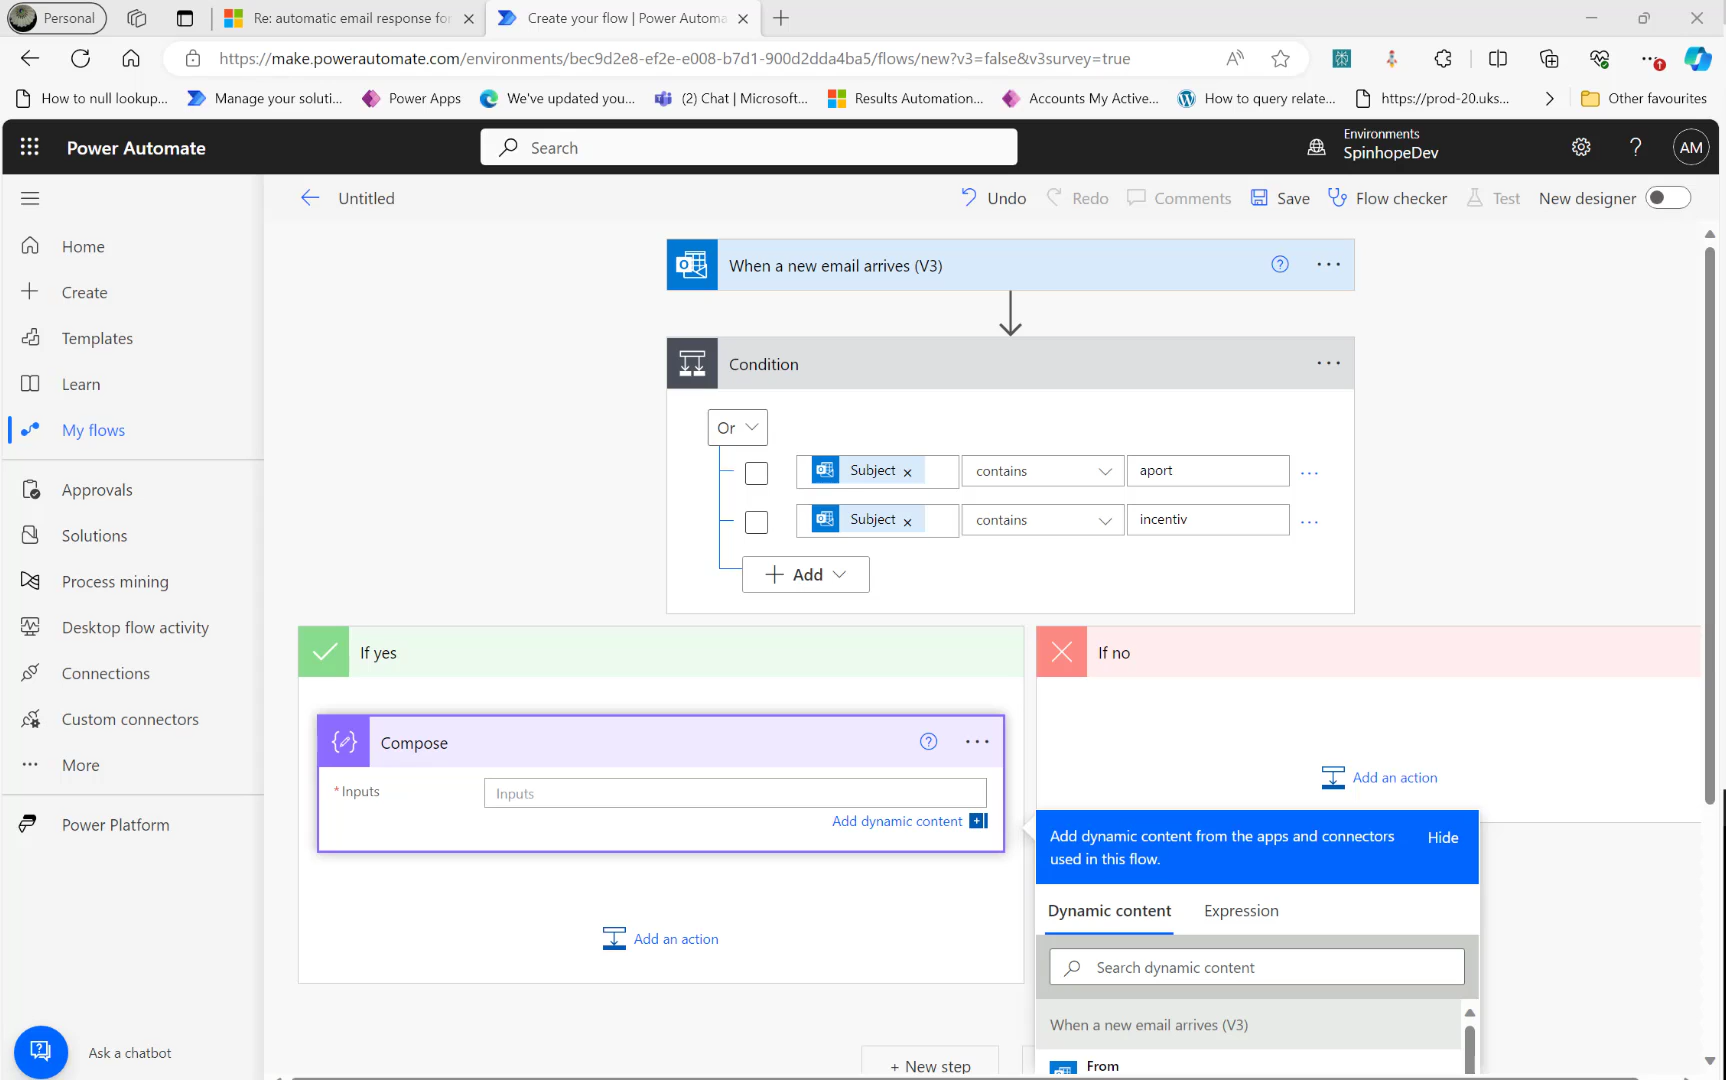 Personal
Re: automatic email response for
Create your flow | Power Automa
https://make.powerautomate.com/environments/bec9d2e8-ef2e-e008-b7d1-900d2dda4ba5/flows/new?v3=false&v3survey=true
How to null lookup...
Manage your soluti...
Power Apps
We've updated you...
(2) Chat | Microsoft...
Results Automation...
Accounts My Active...
How to query relate...
https://prod-20.uks...
Other favourites
Power Automate
Search
Environments
SpinhopeDev
?
AM
Untitled
Undo
Redo
Comments
Save
Flow checker
Test
New designer
Home
Create
Templates
Learn
My flows
Approvals
Solutions
Process mining
Desktop flow activity
Connections
Custom connectors
More
Power Platform
Ask a chatbot
When a new email arrives (V3)
Condition
Or
Subject
contains
aport
Subject
contains
incentiv
Add
If yes
Compose
* Inputs
Inputs
Add dynamic content
Add an action
If no
Add an action
Add dynamic content from the apps and connectors
used in this flow.
Hide
Dynamic content
Expression
Search dynamic content
When a new email arrives (V3)
From
+ New step